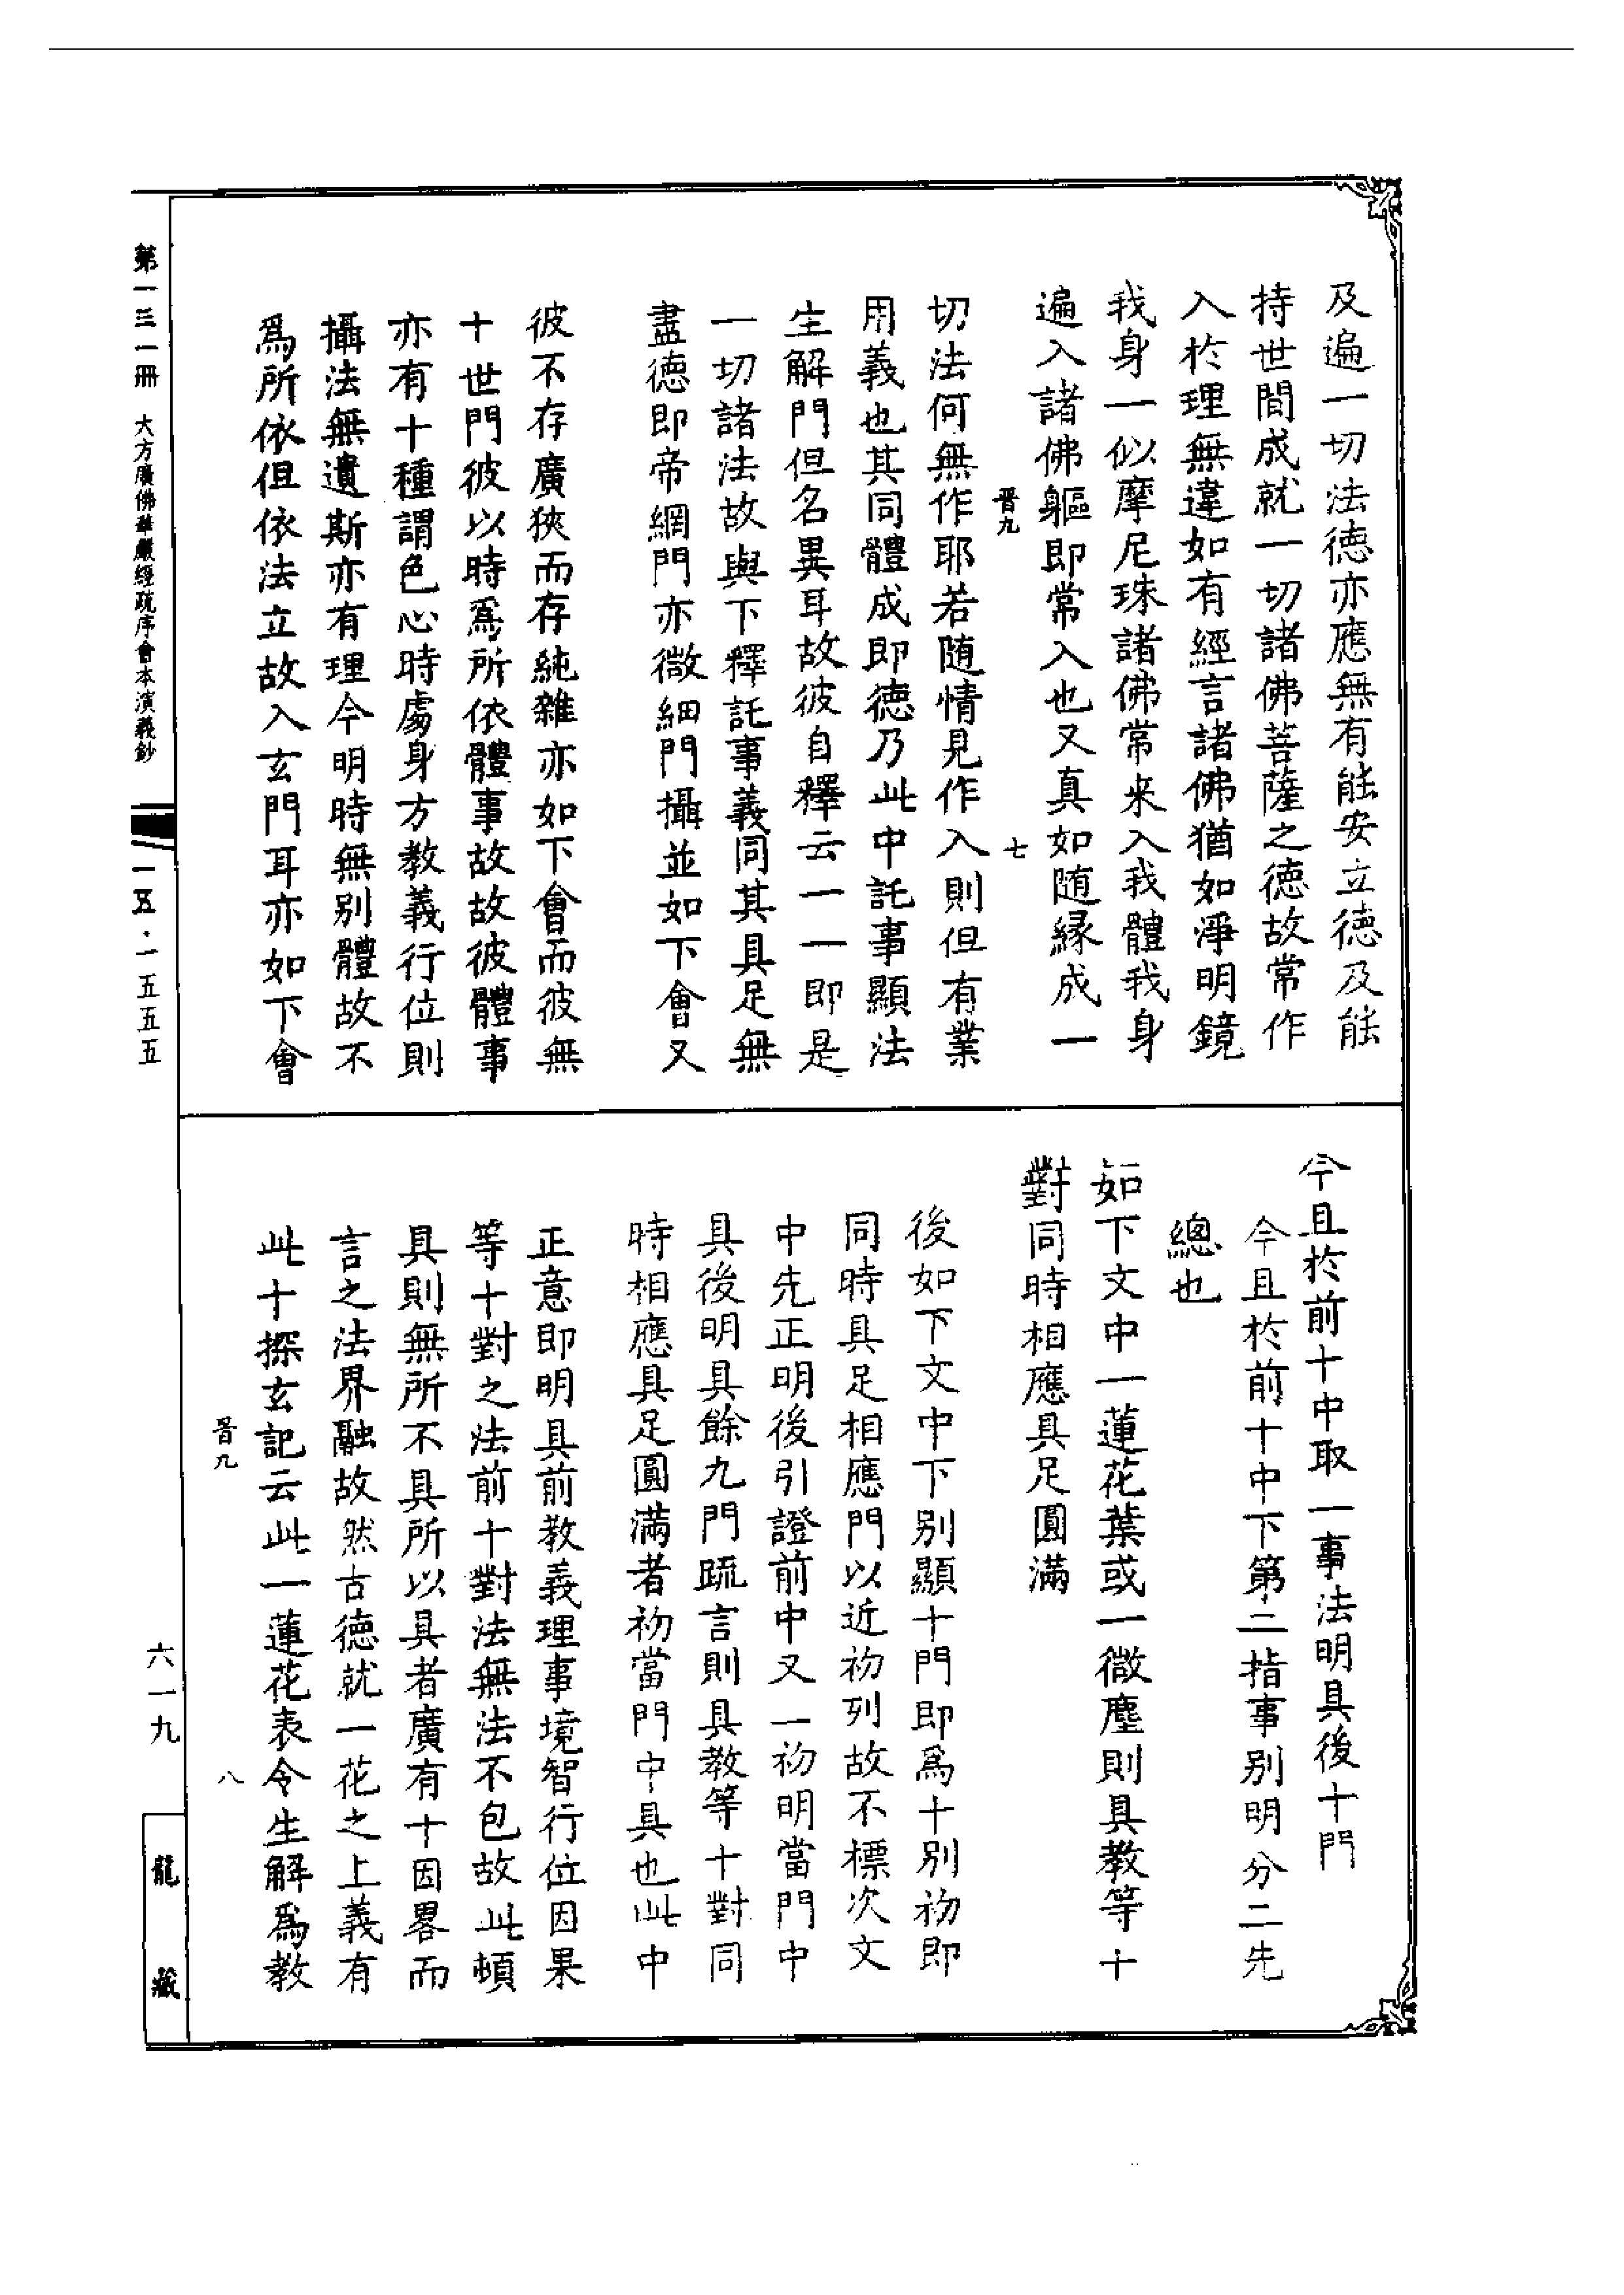 及遍一切法徳亦應無有能安立徳及能
持世間成就一切諸佛菩薩之徳故常作
入於理無違如有經言諸佛猶如淨明鏡
我身一似摩尼珠諸佛常来入我體我身
遍入諸佛軀即常入也又真如随縁成一
晋九
七
切法何無作耶若随情見作入則但有業
用義也其同體成即徳乃此中託事顯法
生解門但名異耳故彼自釋云一一即是
一切諸法故與下釋託事義同其具足無
盡徳即帝網門亦微細門攝並如下會又
彼不存廣狹而存純雜亦如下會而彼無
十世門彼以時爲所依體事故故彼體事
亦有十種謂色心時處身方教義行位則
攝法無遺斯亦有理今明時無别體故不
爲所依但依法立故入玄門耳亦如下會
今且於前十中取一事法明具後十門
今且於前十中下第二指事别明分二先
總也
如下文中一蓮花葉或一微塵則具教等十
對同時相應具足圓滿
後如下文中下别顯十門即爲十别初即
同時具足相應門以近初列故不標次文
中先正明後引證前中又一初明當門中
具後明具餘九門䟽言則具教等十對同
時相應具足圓滿者初當門中具也此中
正意即明具前教義理事境智行位因果
等十對之法前十對法無法不包故此頓
具則無所不具所以具者廣有十因畧而
言之法界融故然古徳就一花之上義有
此十探玄記云此一蓮花表令生解爲教
晋九
八
第一三一冊　大方廣佛華嚴經疏序會本演義鈔
一五·一五五五
六一九
龍藏